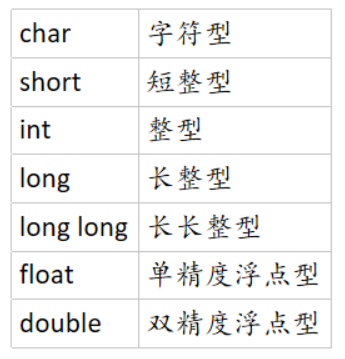 char 字符型
short 短整型
int 整型
long 长整型
long long 长长整型
float 单精度浮点型
double 双精度浮点型